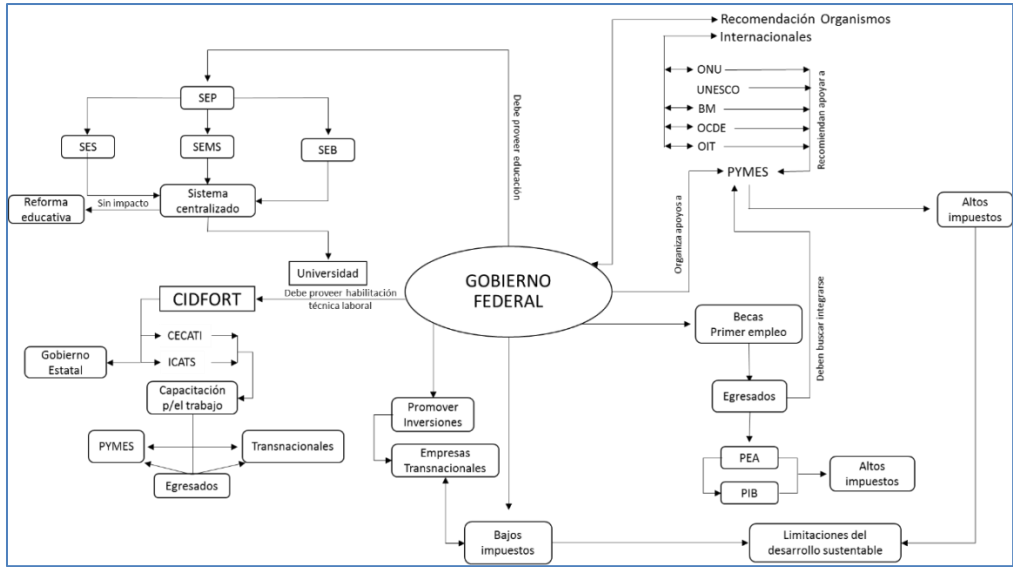 Recomendación Organismos
Internacionales
ONU
UNESCO
BM
OCDE
OIT
Recomiendan apoyar a
PYMES
Altos
impuestos
SEP
SES
SEMS
SEB
Debe proveer educación
Sistema
centralizado
Sin impacto
Reforma
educativa
Universidad
GOBIERNO
FEDERAL
Organiza apoyos a
Debe proveer habilitación
técnica laboral
CIDFORT
CECATI
ICATS
Gobierno
Estatal
Capacitación
p/el trabajo
PYMES
Transnacionales
Egresados
Promover
Inversiones
Empresas
Transnacionales
Bajos
impuestos
Becas
Primer empleo
Deben buscar integrarse
Egresados
PEA
PIB
Altos
impuestos
Limitaciones del
desarrollo sustentable